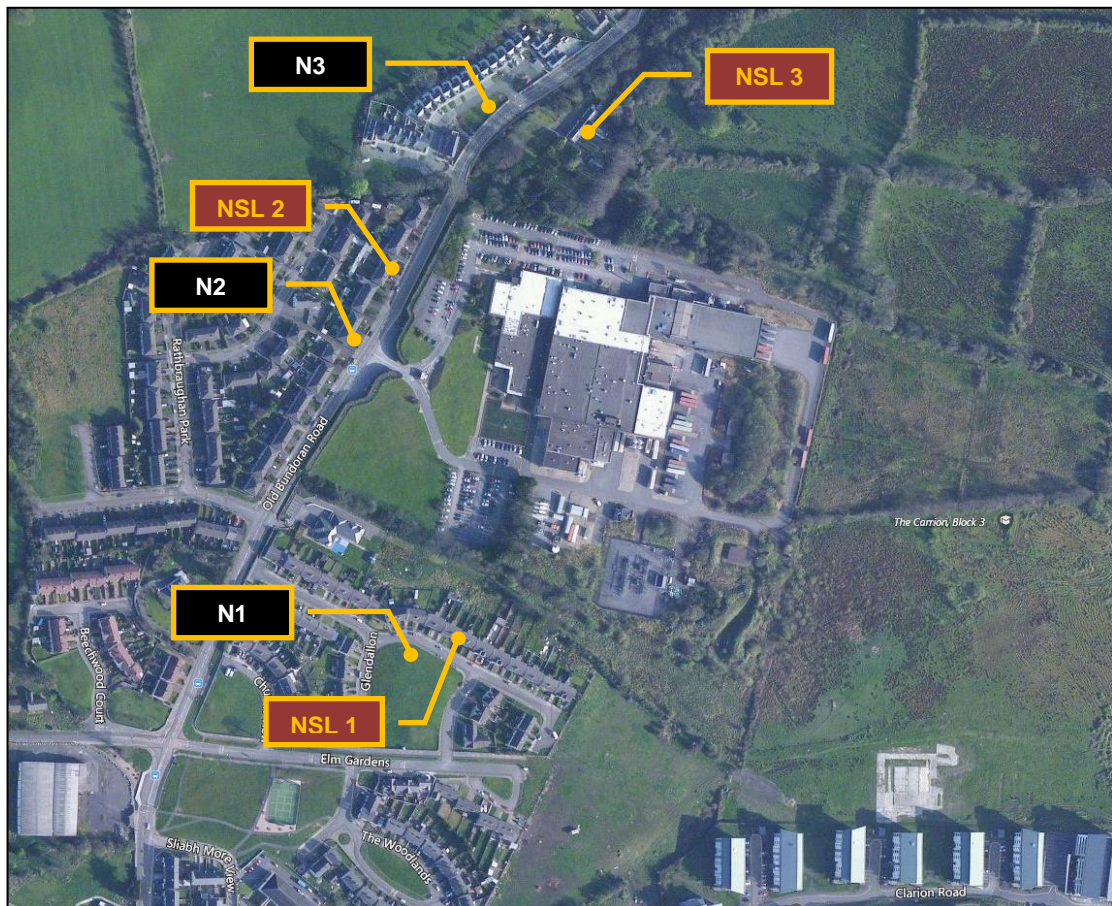 N3
NSL 3
NSL 2
N2
Rathbraughan Park
Old Bundoran Road
The Carrion, Block 3
N1
Glendallon
Beechwood Court
NSL 1
Elm Gardens
The Woodlands
Sliabh More View
Clarion Road